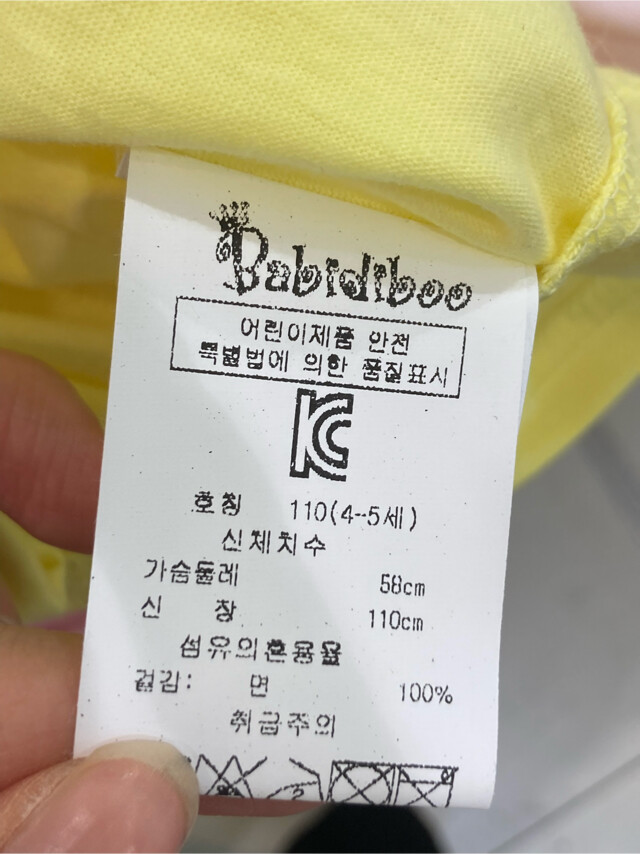 Babidiboo
어린이제품 안전
특별법에 의한 품질표시
KC
호칭 110(4-5세)
신체치수
가슴둘레 58cm
신 장 110cm
섬유의혼용율
겉감: 면 100%
취급주의